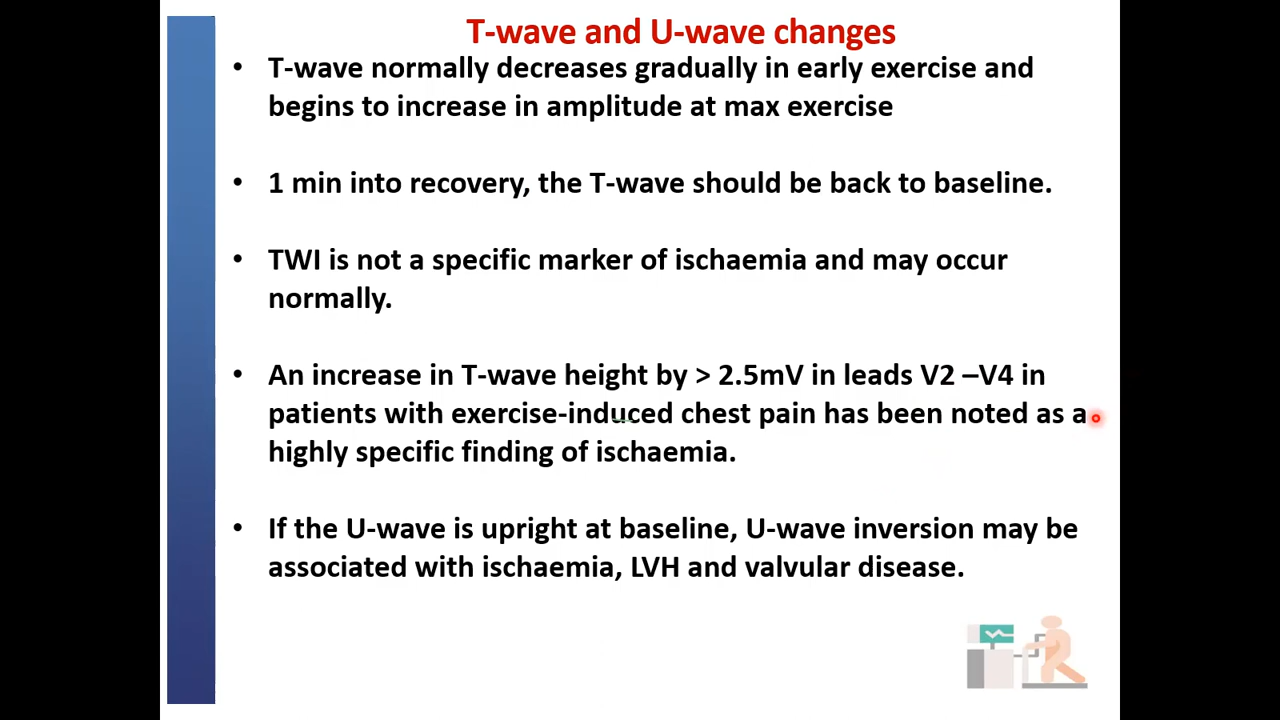 T-wave and U-wave changes
• T-wave normally decreases gradually in early exercise and
begins to increase in amplitude at max exercise
• 1 min into recovery, the T-wave should be back to baseline.
• TWI is not a specific marker of ischaemia and may occur
normally.
• An increase in T-wave height by > 2.5mV in leads V2 –V4 in
patients with exercise-induced chest pain has been noted as a
highly specific finding of ischaemia.
• If the U-wave is upright at baseline, U-wave inversion may be
associated with ischaemia, LVH and valvular disease.